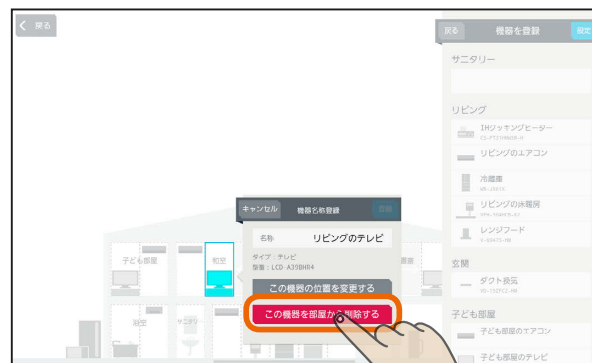 戻る
戻る 機器を登録 設定
サニタリー
リビング
IHクッキングヒーター
リビングのエアコン
冷蔵庫
リビングの床暖房
レンジフード
玄関
ダクト換気
子ども部屋
子ども部屋のエアコン
子ども部屋のテレビ
キャンセル 機器名称登録 登録
名称 リビングのテレビ
タイプ：テレビ
型番：LCD-A39BHR4
この機器の位置を変更する
この機器を部屋から削除する
子ども部屋 和室